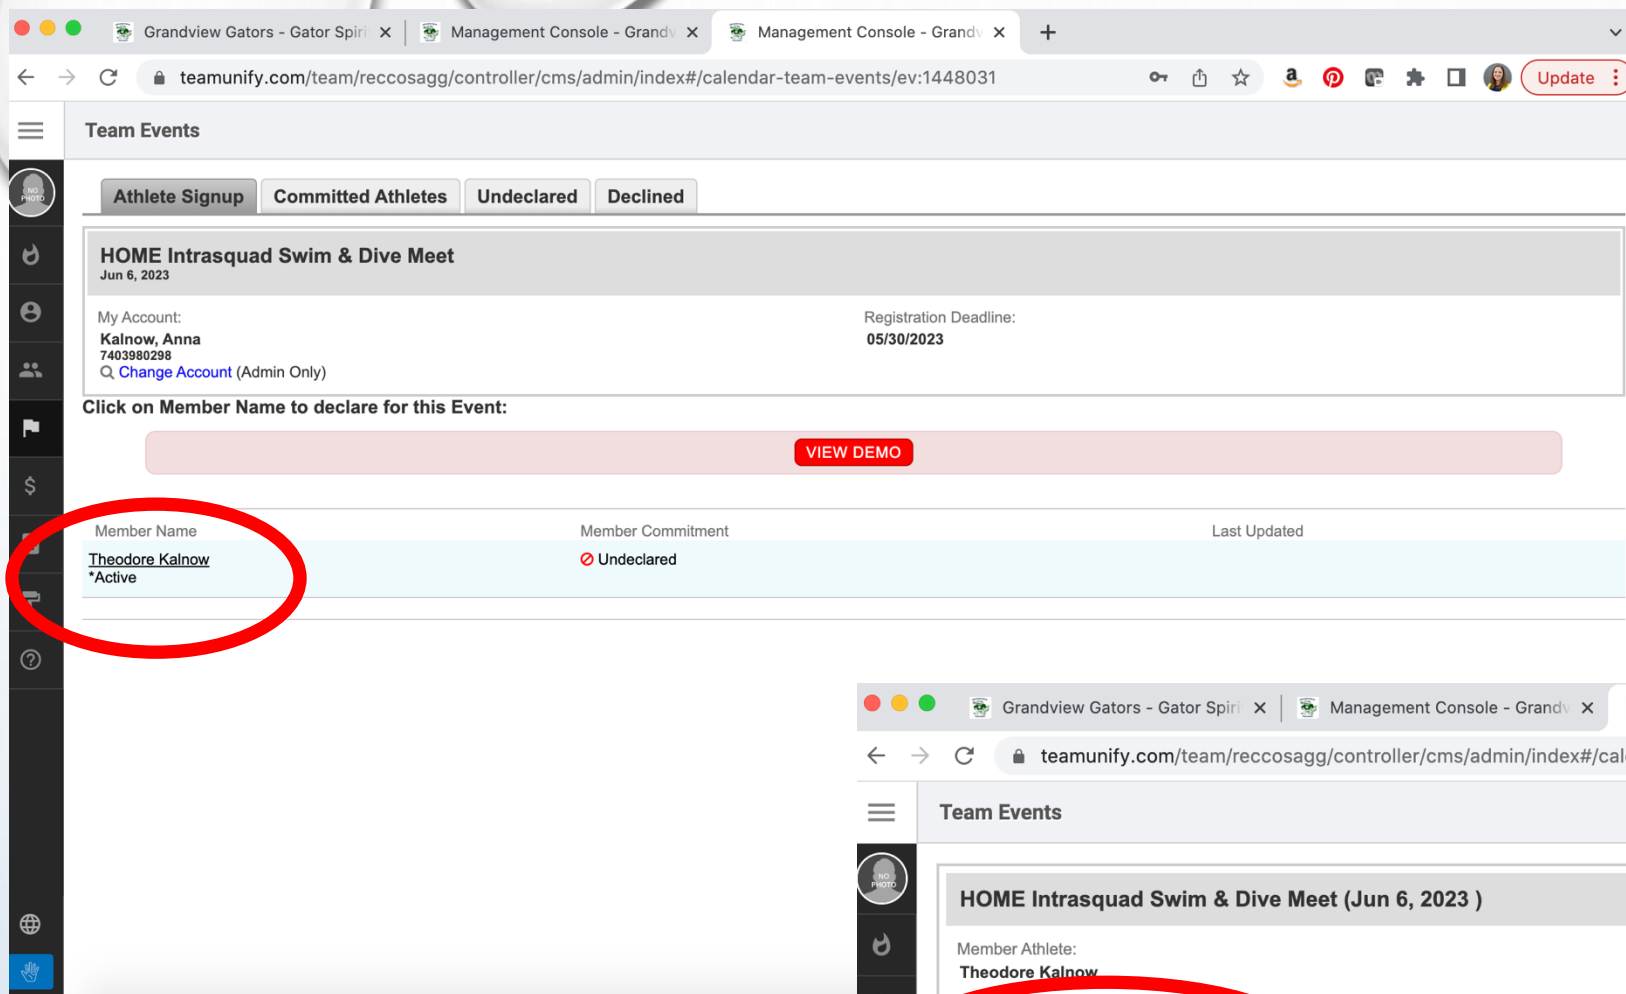 Grandview Gators - Gator Spiri
Management Console - Grandv
Management Console - Grandv
teamunify.com/team/reccosagg/controller/cms/admin/index#/calendar-team-events/ev:1448031
Update
Team Events
NO PHOTO
Athlete Signup
Committed Athletes
Undeclared
Declined
HOME Intrasquad Swim & Dive Meet
Jun 6, 2023
My Account:
Registration Deadline:
Kalnow, Anna
05/30/2023
7403980298
Change Account (Admin Only)
Click on Member Name to declare for this Event:
VIEW DEMO
Member Name
Member Commitment
Last Updated
Theodore Kalnow
Undeclared
*Active
Grandview Gators - Gator Spiri
Management Console - Grandv
teamunify.com/team/reccosagg/controller/cms/admin/index#/cal
Team Events
NO PHOTO
HOME Intrasquad Swim & Dive Meet (Jun 6, 2023 )
Member Athlete:
Theodore Kalnow